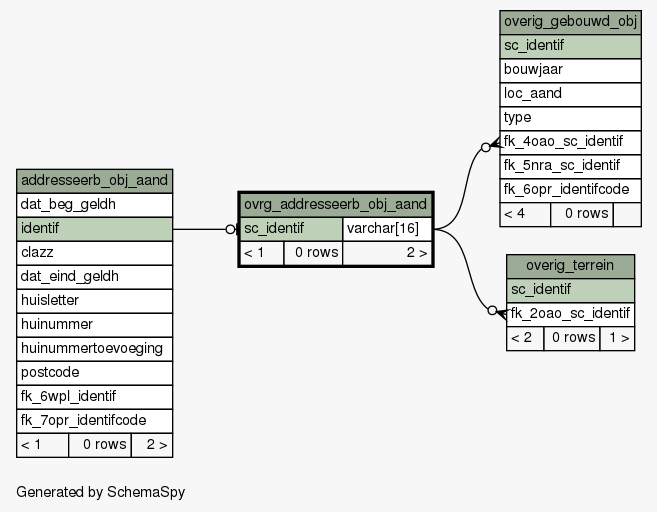 addresseerb_obj_aand
dat_beg_geldh
identif
clazz
dat_eind_geldh
huisletter
huinummer
huinummertoevoeging
postcode
fk_6wpl_identif
fk_7opr_identifcode
< 1 0 rows 2 >
ovrg_addresseerb_obj_aand
sc_identif varchar[16]
< 1 0 rows 2 >
overig_gebouwd_obj
sc_identif
bouwjaar
loc_aand
type
fk_4oao_sc_identif
fk_5nra_sc_identif
fk_6opr_identifcode
< 4 0 rows
overig_terrein
sc_identif
fk_2oao_sc_identif
< 2 0 rows 1 >
Generated by SchemaSpy